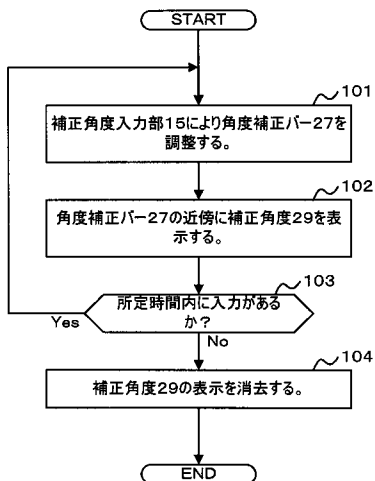 START
101
補正角度入力部15により角度補正バー27を
調整する。
102
角度補正バー27の近傍に補正角度29を表
示する。
103
所定時間内に入力がある
か?
Yes
No
104
補正角度29の表示を消去する。
END